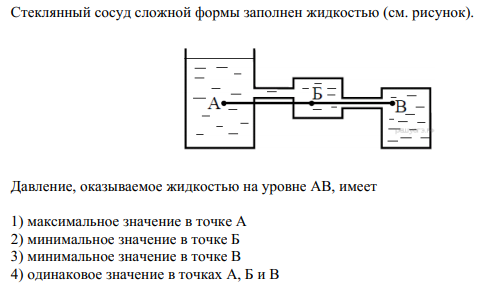 Стеклянный сосуд сложной формы заполнен жидкостью (см. рисунок).
А Б В
Давление, оказываемое жидкостью на уровне АВ, имеет
1) максимальное значение в точке А
2) минимальное значение в точке Б
3) минимальное значение в точке В
4) одинаковое значение в точках А, Б и В